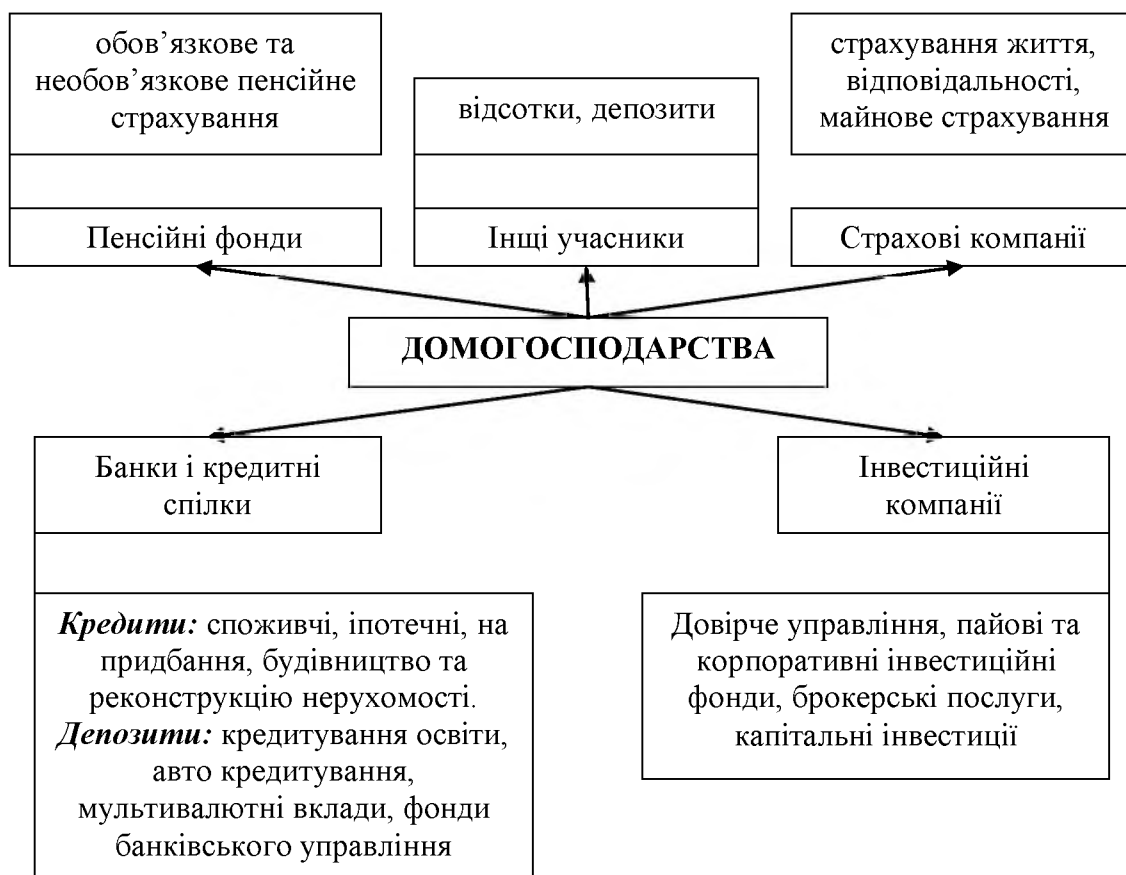 обов’язкове та
необов’язкове пенсійне
страхування
відсотки, депозити
страхування життя,
відповідальності,
майнове страхування
Пенсійні фонди
Інщі учасники
Страхові компанії
ДОМОГОСПОДАРСТВА
Банки і кредитні
спілки
Інвестиційні
компанії
Кредити: споживчі, іпотечні, на
придбання, будівництво та
реконструкцію нерухомості.
Депозити: кредитування освіти,
авто кредитування,
мультивалютні вклади, фонди
банківського управління
Довірче управління, пайові та
корпоративні інвестиційні
фонди, брокерські послуги,
капітальні інвестиції